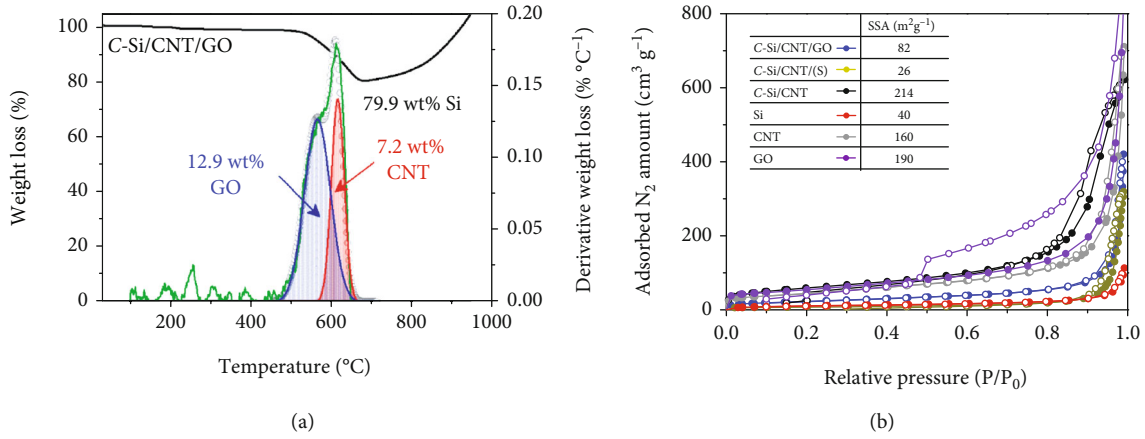 C-Si/CNT/GO
79.9 wt% Si
12.9 wt%
GO
7.2 wt%
CNT
Weight loss (%)
100
80
60
40
20
0
200
400
600
800
1000
Temperature (°C)
0.20
0.15
0.10
0.05
0.00
Derivative weight loss (% °C⁻¹)
(a)
Adsorbed N₂ amount (cm³ g⁻¹)
800
600
400
200
0
SSA (m²g⁻¹)
C-Si/CNT/GO 82
C-Si/CNT/(S) 26
C-Si/CNT 214
Si 40
CNT 160
GO 190
0.0
0.2
0.4
0.6
0.8
1.0
Relative pressure (P/P₀)
(b)